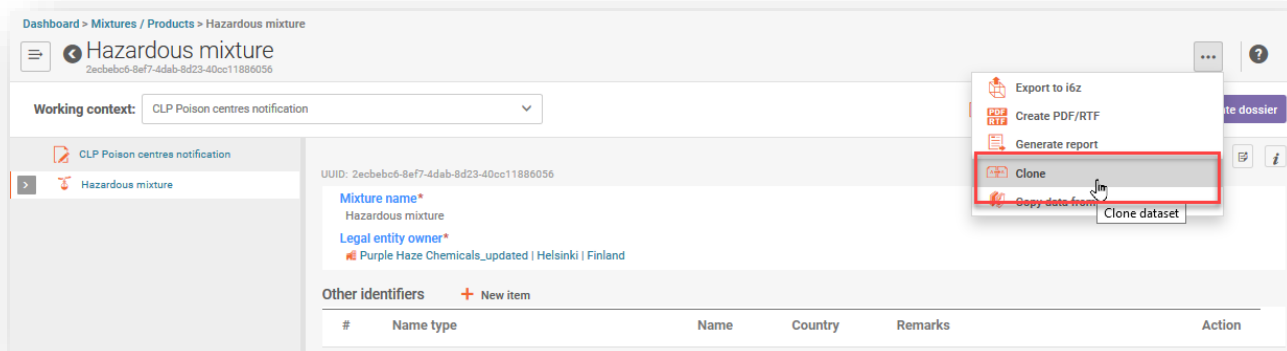 Dashboard > Mixtures / Products > Hazardous mixture
Hazardous mixture
2ecbebc6-8ef7-4dab-8d23-40cc11886056
Working context: CLP Poison centres notification
Export to i6z
PDF RTF Create PDF/RTF
te dossier
Generate report
Clone
Copy data from
Clone dataset
CLP Poison centres notification
Hazardous mixture
UUID: 2ecbebc6-8ef7-4dab-8d23-40cc11886056
Mixture name*
Hazardous mixture
Legal entity owner*
Purple Haze Chemicals_updated | Helsinki | Finland
Other identifiers + New item
# Name type Name Country Remarks Action